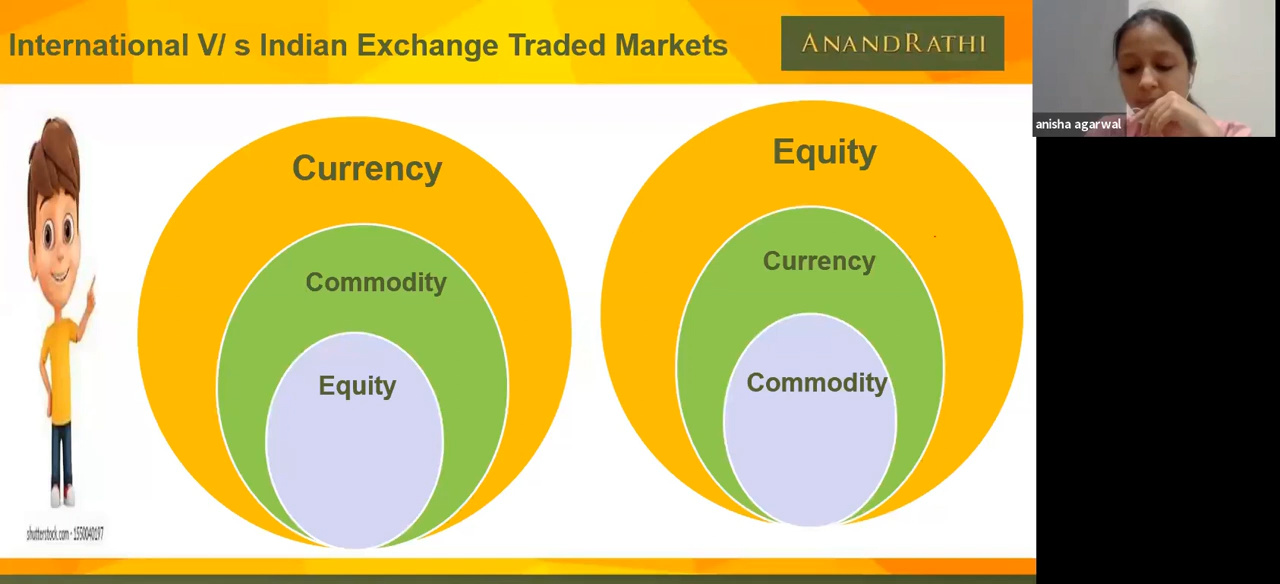 International V/ s Indian Exchange Traded Markets
ANANDRATHI
anisha agarwal
Currency
Commodity
Equity
Equity
Currency
Commodity
shutterstock.com · 1550040197